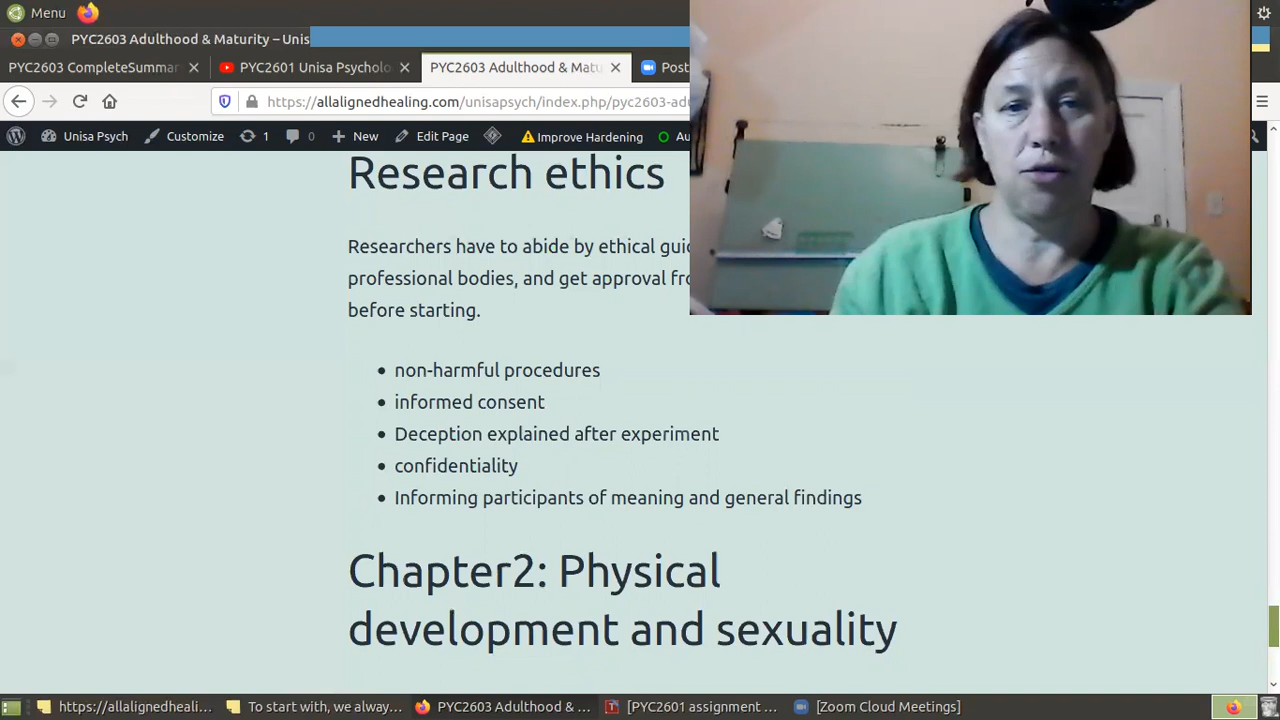 Menu
PYC2603 Adulthood & Maturity – Unis
PYC2603 CompleteSummar
PYC2601 Unisa Psycholo
PYC2603 Adulthood & Matu
Post
https://allalignedhealing.com/unisapsych/index.php/pyc2603-ad
Unisa Psych
Customize
1
0
New
Edit Page
Improve Hardening
Au
Research ethics
Researchers have to abide by ethical
professional bodies, and get approval
before starting.
• non-harmful procedures
• informed consent
• Deception explained after experiment
• confidentiality
• Informing participants of meaning and general findings
Chapter2: Physical
development and sexuality
https://allalignedheali...
To start with, we alway...
PYC2603 Adulthood & ...
[PYC2601 assignment ...
[Zoom Cloud Meetings]